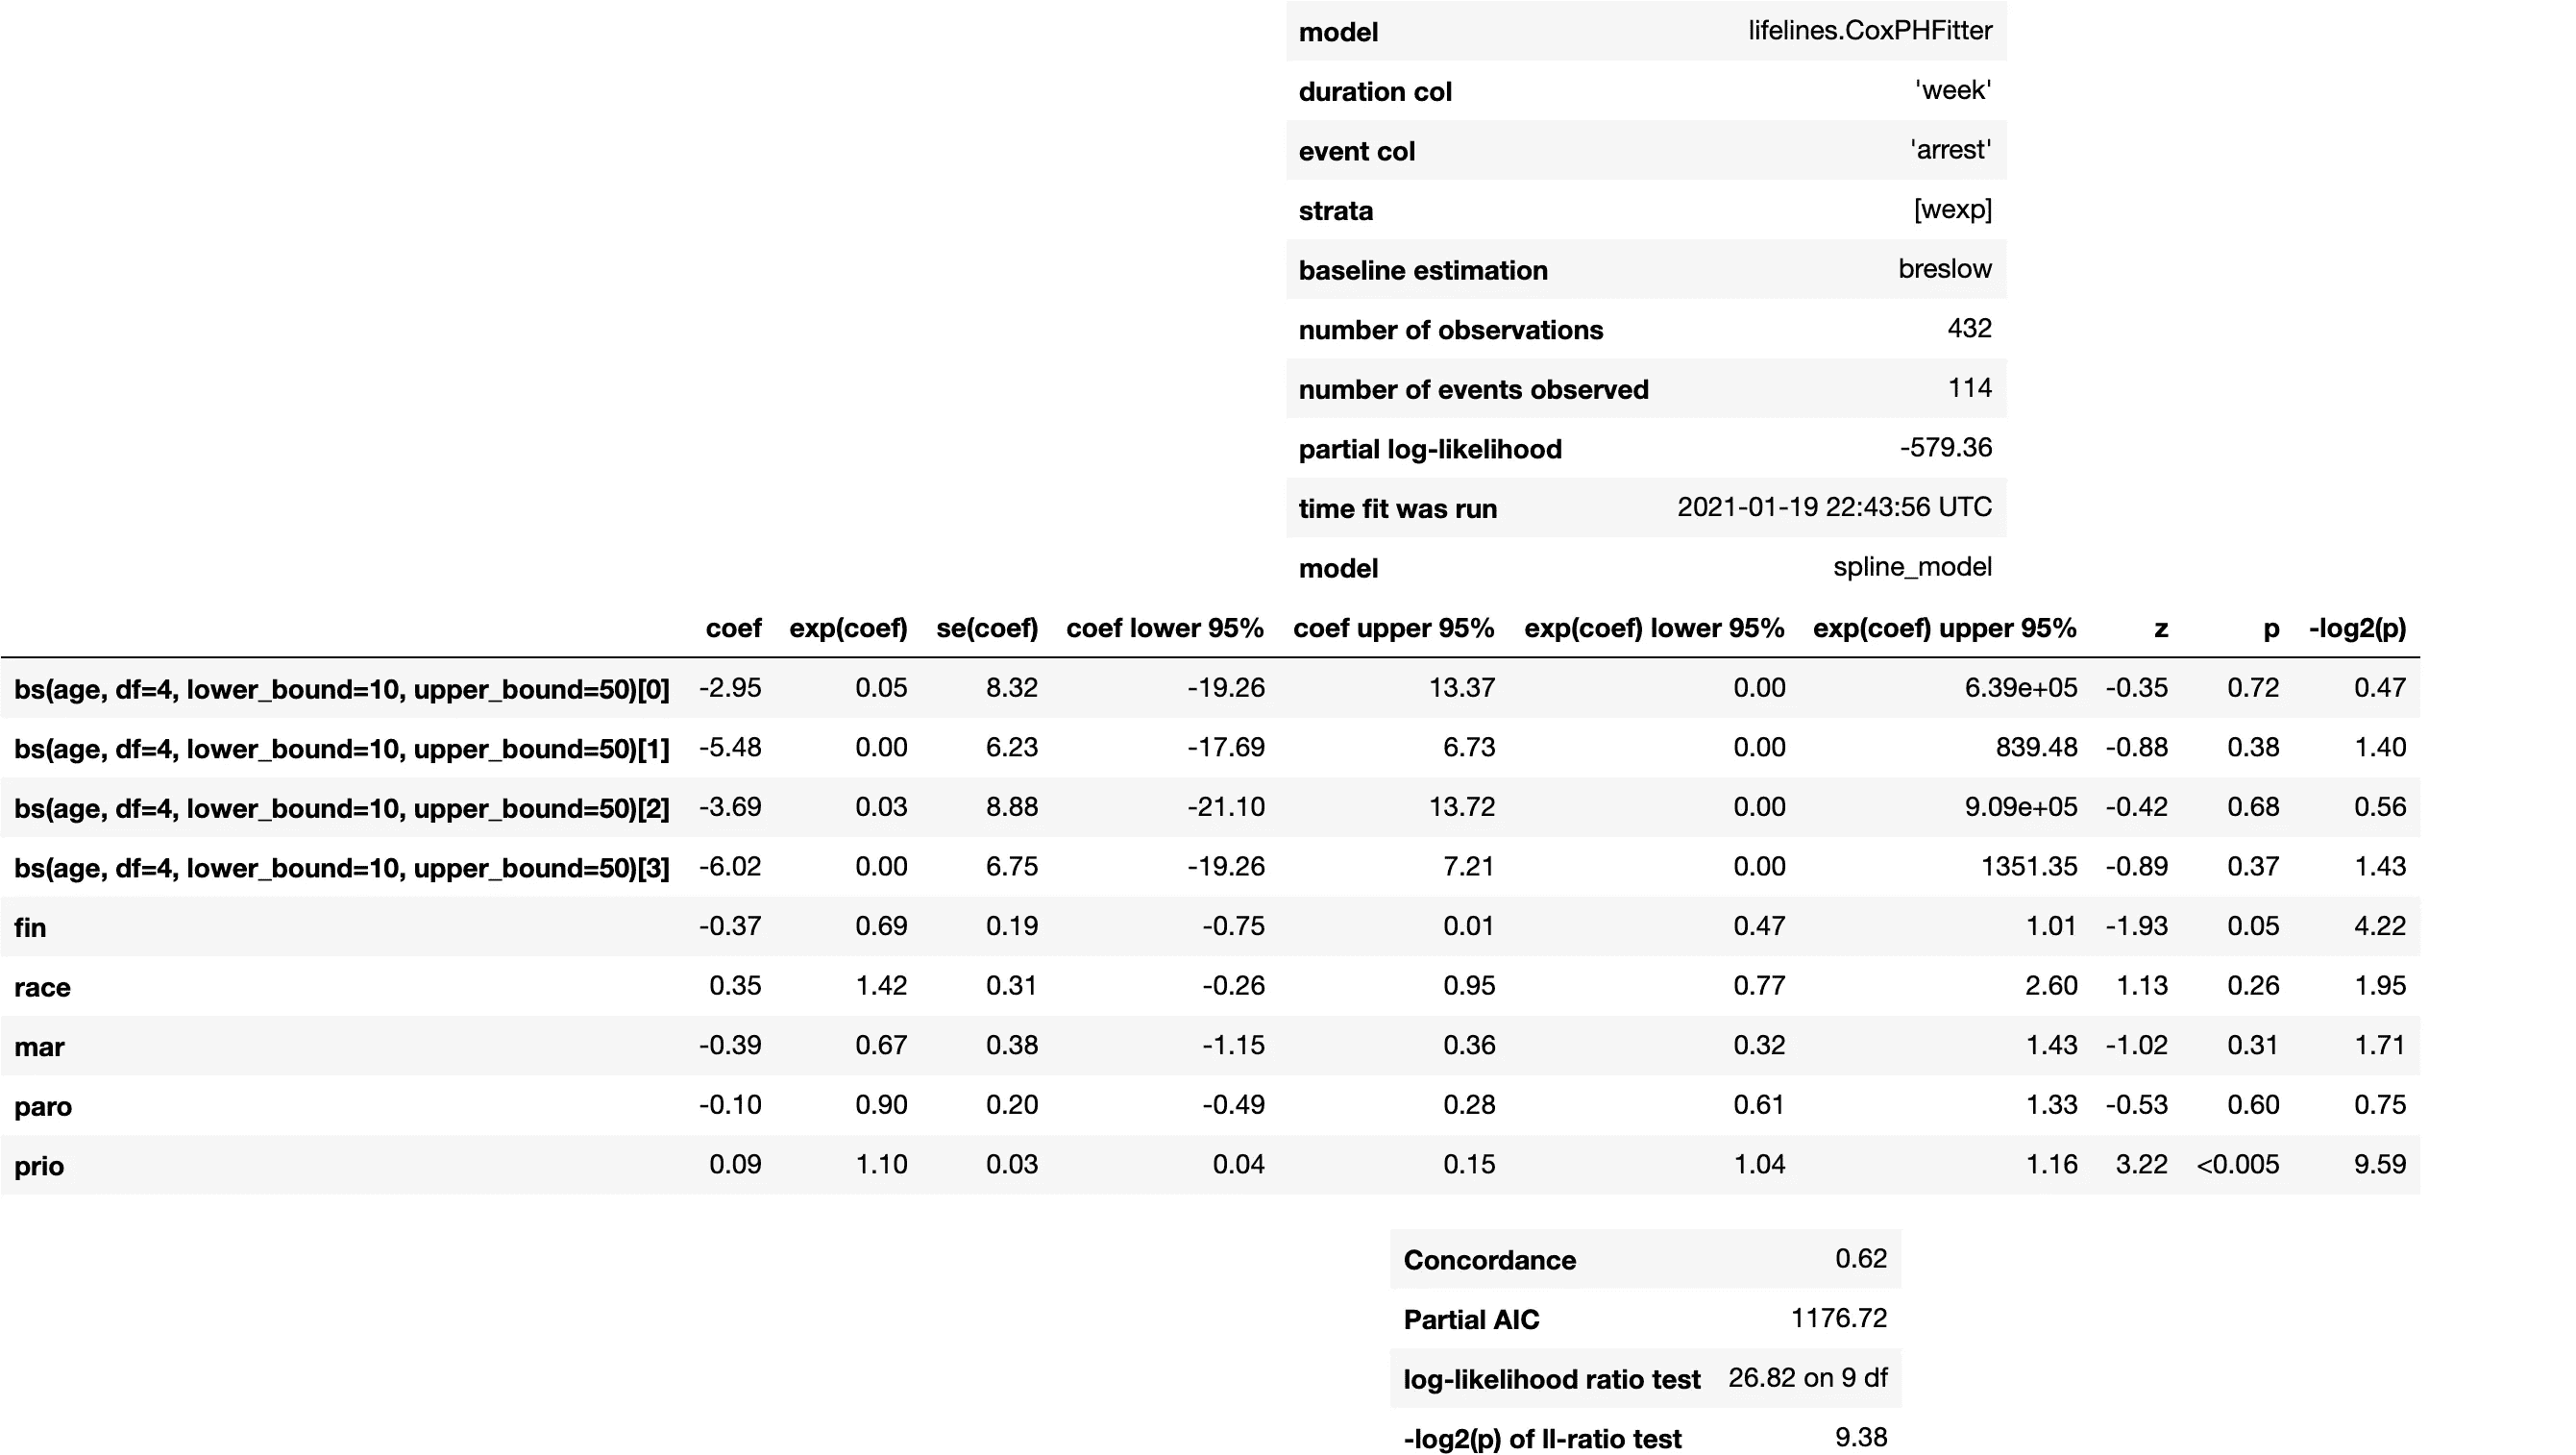 model lifelines.CoxPHFitter
duration col 'week'
event col 'arrest'
strata [wexp]
baseline estimation breslow
number of observations 432
number of events observed 114
partial log-likelihood -579.36
time fit was run 2021-01-19 22:43:56 UTC
model spline_model
coef exp(coef) se(coef) coef lower 95% coef upper 95% exp(coef) lower 95% exp(coef) upper 95% z p -log2(p)
bs(age, df=4, lower_bound=10, upper_bound=50)[0] -2.95 0.05 8.32 -19.26 13.37 0.00 6.39e+05 -0.35 0.72 0.47
bs(age, df=4, lower_bound=10, upper_bound=50)[1] -5.48 0.00 6.23 -17.69 6.73 0.00 839.48 -0.88 0.38 1.40
bs(age, df=4, lower_bound=10, upper_bound=50)[2] -3.69 0.03 8.88 -21.10 13.72 0.00 9.09e+05 -0.42 0.68 0.56
bs(age, df=4, lower_bound=10, upper_bound=50)[3] -6.02 0.00 6.75 -19.26 7.21 0.00 1351.35 -0.89 0.37 1.43
fin -0.37 0.69 0.19 -0.75 0.01 0.47 1.01 -1.93 0.05 4.22
race 0.35 1.42 0.31 -0.26 0.95 0.77 2.60 1.13 0.26 1.95
mar -0.39 0.67 0.38 -1.15 0.36 0.32 1.43 -1.02 0.31 1.71
paro -0.10 0.90 0.20 -0.49 0.28 0.61 1.33 -0.53 0.60 0.75
prio 0.09 1.10 0.03 0.04 0.15 1.04 1.16 3.22 <0.005 9.59
Concordance 0.62
Partial AIC 1176.72
log-likelihood ratio test 26.82 on 9 df
-log2(p) of ll-ratio test 9.38